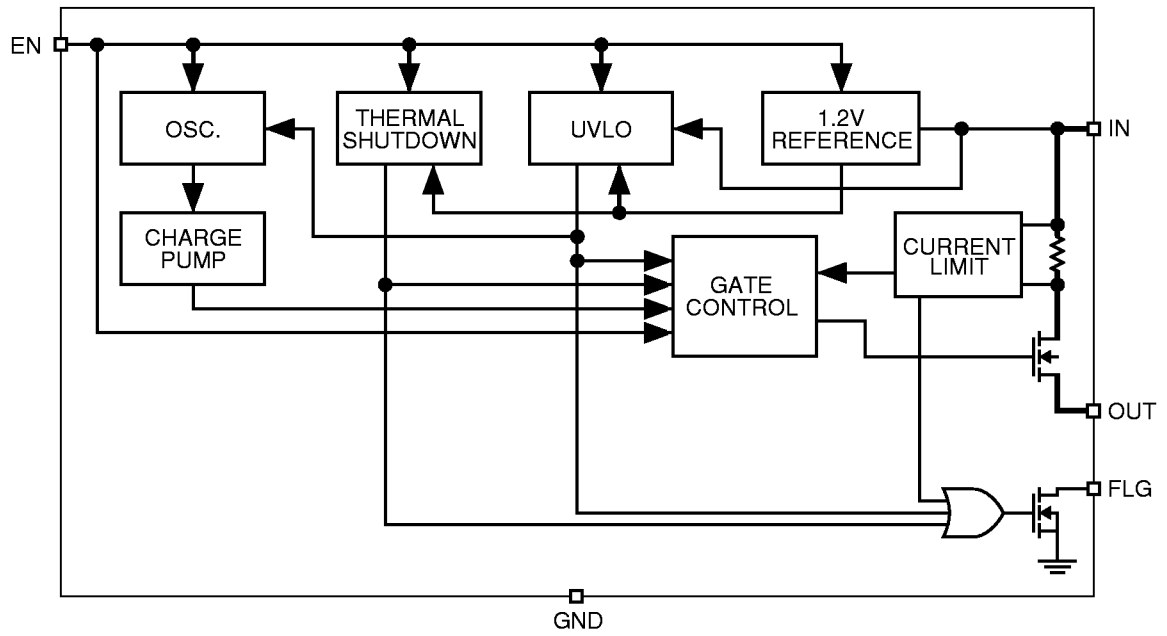 EN
OSC.
THERMAL
SHUTDOWN
UVLO
1.2V
REFERENCE
IN
CHARGE
PUMP
CURRENT
LIMIT
GATE
CONTROL
OUT
FLG
GND